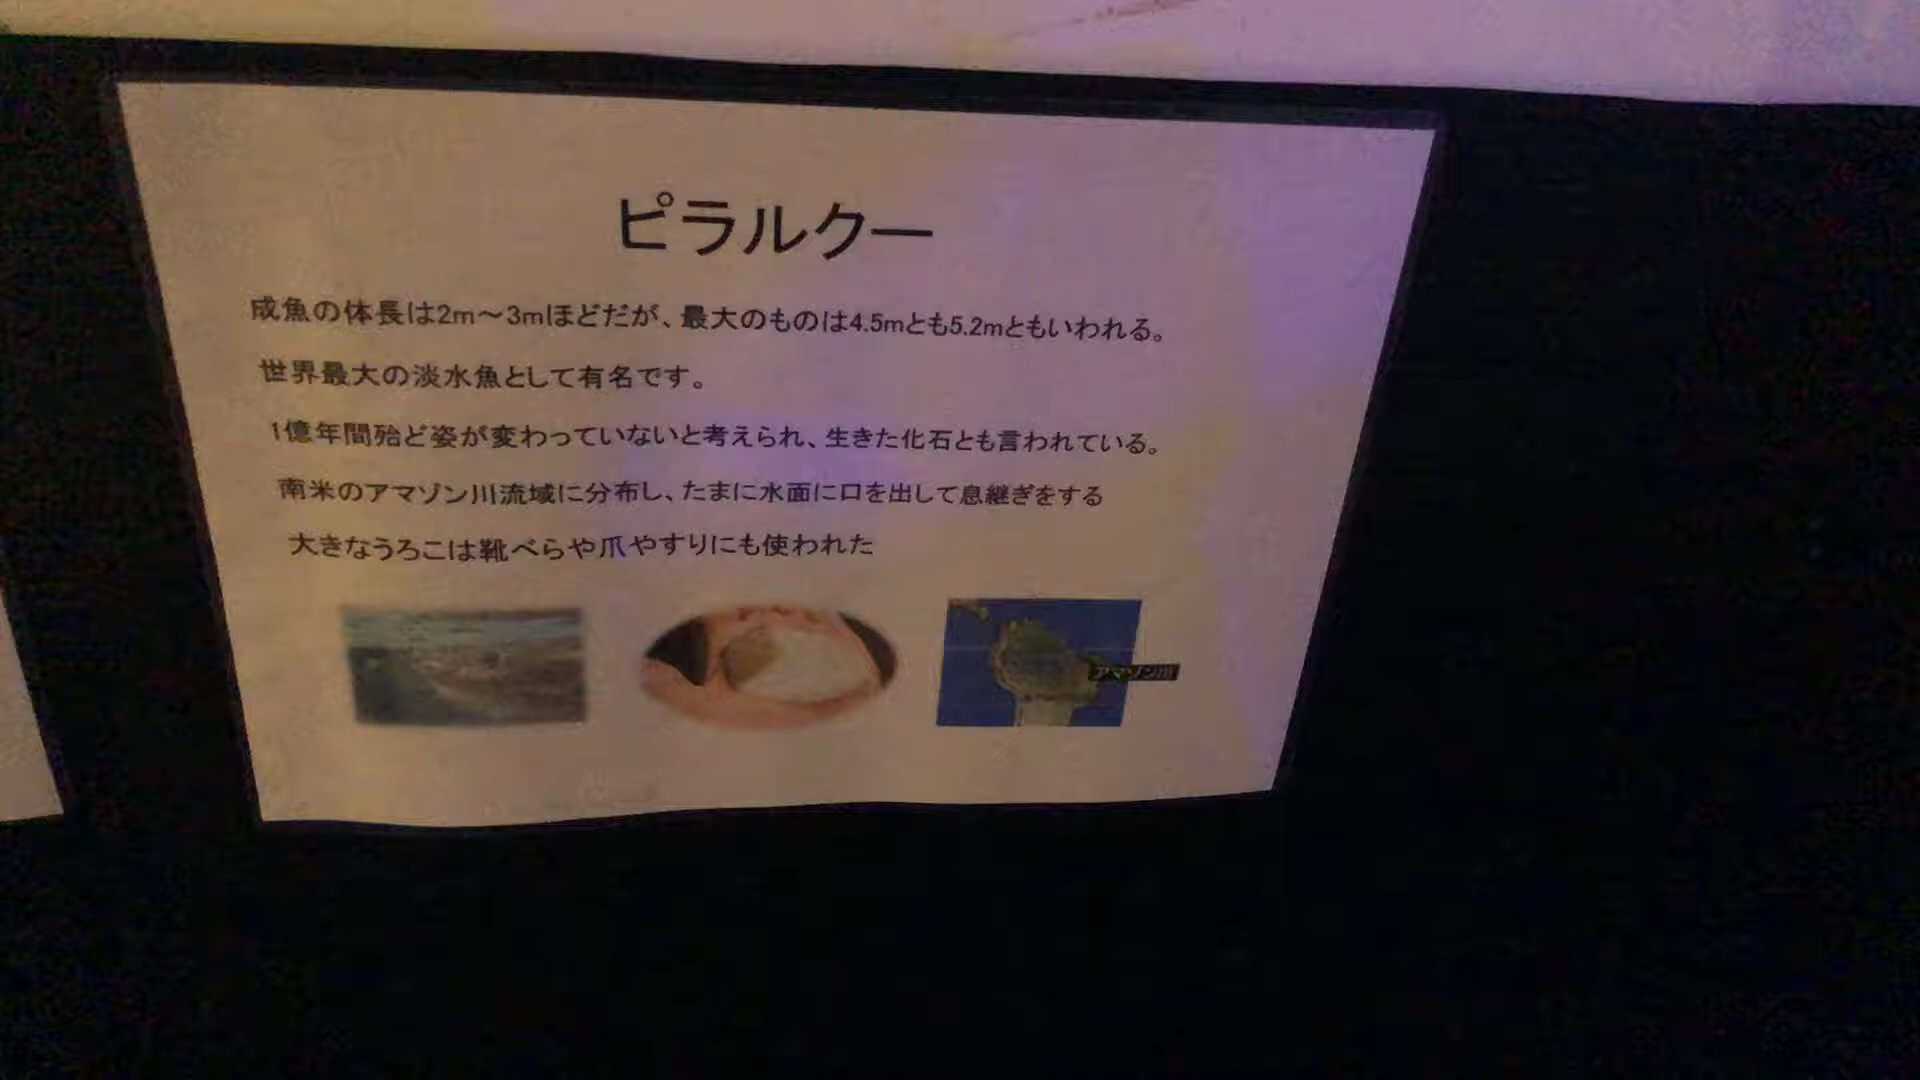 ピラルクー
成魚の体長は2m～3mほどだが、最大のものは4.5mとも5.2mともいわれる。
世界最大の淡水魚として有名です。
1億年間殆ど姿が変わっていないと考えられ、生きた化石とも言われている。
南米のアマゾン川流域に分布し、たまに水面に口を出して息継ぎをする
大きなうろこは靴べらや爪やすりにも使われた
アマゾン川